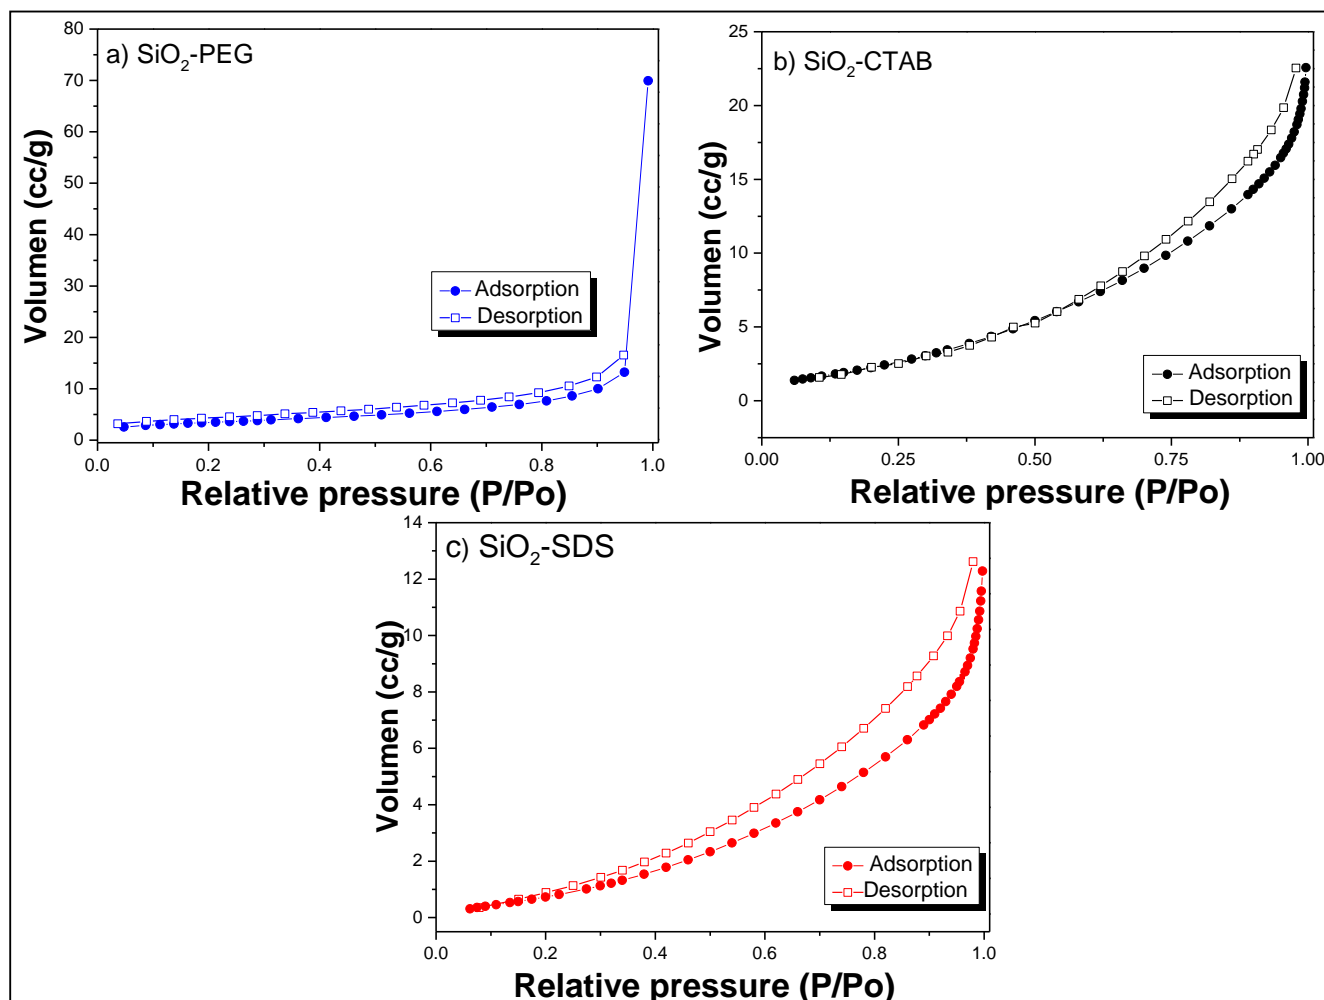 a) SiO2-PEG
Volumen (cc/g)
80
70
60
50
40
30
20
10
0
Adsorption
Desorption
0.0 0.2 0.4 0.6 0.8 1.0
Relative pressure (P/Po)
b) SiO2-CTAB
Volumen (cc/g)
25
20
15
10
5
0
Adsorption
Desorption
0.00 0.25 0.50 0.75 1.00
Relative pressure (P/Po)
c) SiO2-SDS
Volumen (cc/g)
14
12
10
8
6
4
2
0
Adsorption
Desorption
0.0 0.2 0.4 0.6 0.8 1.0
Relative pressure (P/Po)